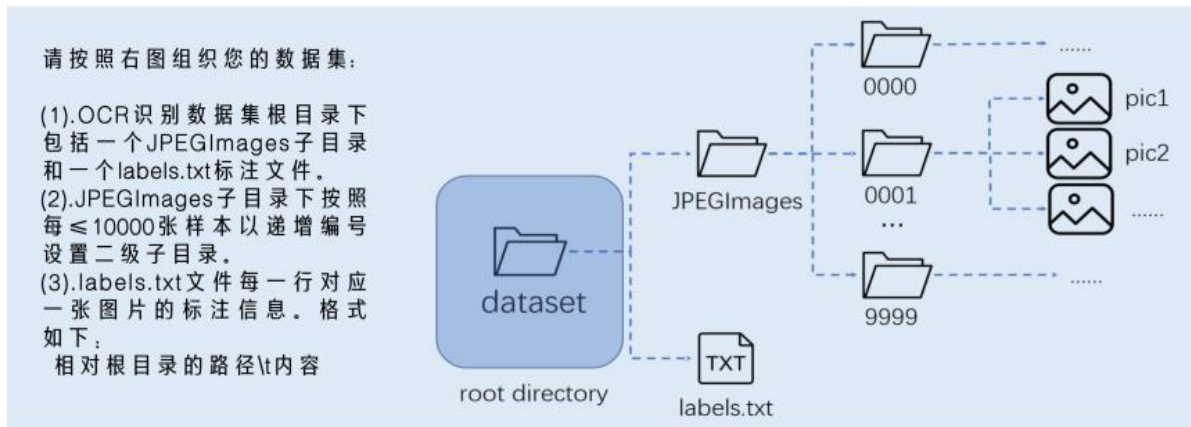 请按照右图组织您的数据集:
(1).OCR识别数据集根目录下
包括一个JPEGImages子目录
和一个labels.txt标注文件。
(2).JPEGImages子目录下按照
每≤10000张样本以递增编号
设置二级子目录。
(3).labels.txt文件每一行对应
一张图片的标注信息。格式
如下:
相对根目录的路径\t内容
dataset
root directory
JPEGImages
TXT
labels.txt
0000
......
0001
...
9999
......
pic1
pic2
......